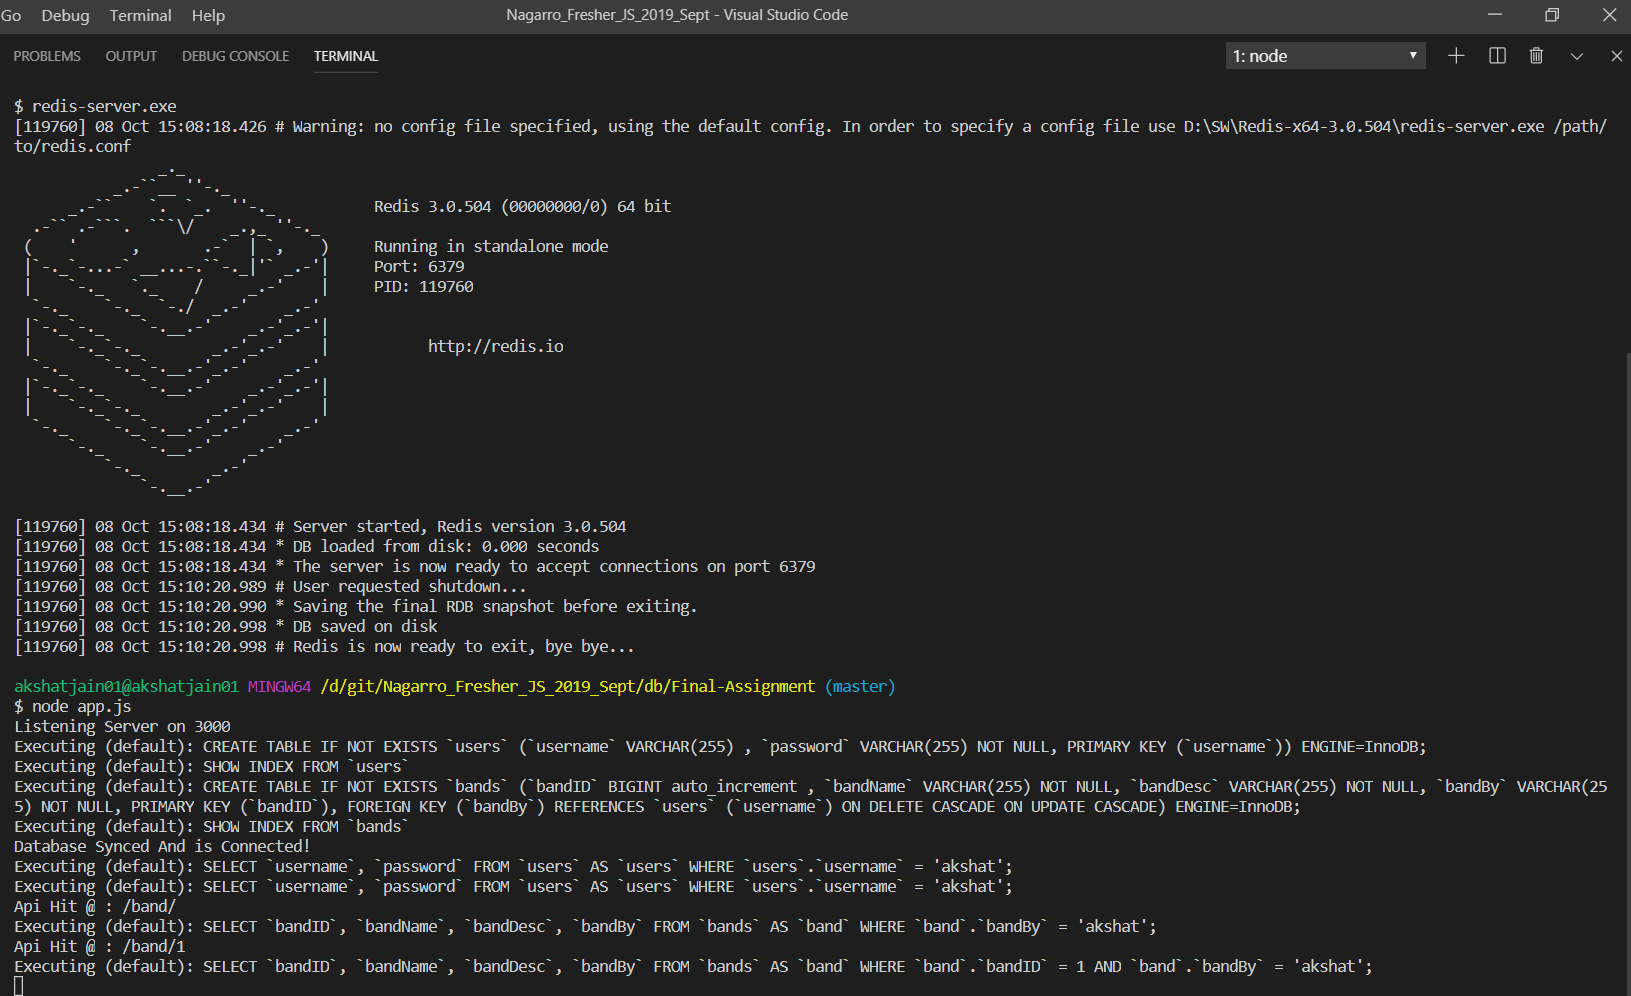 Go Debug Terminal Help Nagarro_Fresher_JS_2019_Sept - Visual Studio Code
PROBLEMS OUTPUT DEBUG CONSOLE TERMINAL 1: node
$ redis-server.exe
[119760] 08 Oct 15:08:18.426 # Warning: no config file specified, using the default config. In order to specify a config file use D:\SW\Redis-x64-3.0.504\redis-server.exe /path/
to/redis.conf
Redis 3.0.504 (00000000/0) 64 bit
Running in standalone mode
Port: 6379
PID: 119760
http://redis.io
[119760] 08 Oct 15:08:18.434 # Server started, Redis version 3.0.504
[119760] 08 Oct 15:08:18.434 * DB loaded from disk: 0.000 seconds
[119760] 08 Oct 15:08:18.434 * The server is now ready to accept connections on port 6379
[119760] 08 Oct 15:10:20.989 # User requested shutdown...
[119760] 08 Oct 15:10:20.990 * Saving the final RDB snapshot before exiting.
[119760] 08 Oct 15:10:20.998 * DB saved on disk
[119760] 08 Oct 15:10:20.998 # Redis is now ready to exit, bye bye...
akshatjain01@akshatjain01 MINGW64 /d/git/Nagarro_Fresher_JS_2019_Sept/db/Final-Assignment (master)
$ node app.js
Listening Server on 3000
Executing (default): CREATE TABLE IF NOT EXISTS `users` (`username` VARCHAR(255) , `password` VARCHAR(255) NOT NULL, PRIMARY KEY (`username`)) ENGINE=InnoDB;
Executing (default): SHOW INDEX FROM `users`
Executing (default): CREATE TABLE IF NOT EXISTS `bands` (`bandID` BIGINT auto_increment , `bandName` VARCHAR(255) NOT NULL, `bandDesc` VARCHAR(255) NOT NULL, `bandBy` VARCHAR(25
5) NOT NULL, PRIMARY KEY (`bandID`), FOREIGN KEY (`bandBy`) REFERENCES `users` (`username`) ON DELETE CASCADE ON UPDATE CASCADE) ENGINE=InnoDB;
Executing (default): SHOW INDEX FROM `bands`
Database Synced And is Connected!
Executing (default): SELECT `username`, `password` FROM `users` AS `users` WHERE `users`.`username` = 'akshat';
Executing (default): SELECT `username`, `password` FROM `users` AS `users` WHERE `users`.`username` = 'akshat';
Api Hit @ : /band/
Executing (default): SELECT `bandID`, `bandName`, `bandDesc`, `bandBy` FROM `bands` AS `band` WHERE `band`.`bandBy` = 'akshat';
Api Hit @ : /band/1
Executing (default): SELECT `bandID`, `bandName`, `bandDesc`, `bandBy` FROM `bands` AS `band` WHERE `band`.`bandID` = 1 AND `band`.`bandBy` = 'akshat';